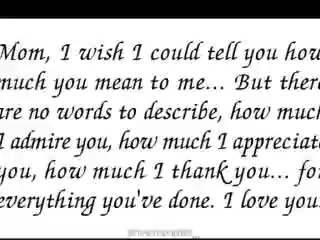 Mom, I wish I could tell you how
much you mean to me... But there
are no words to describe, how much
I admire you, how much I appreciate
you, how much I thank you... for
everything you've done. I love you